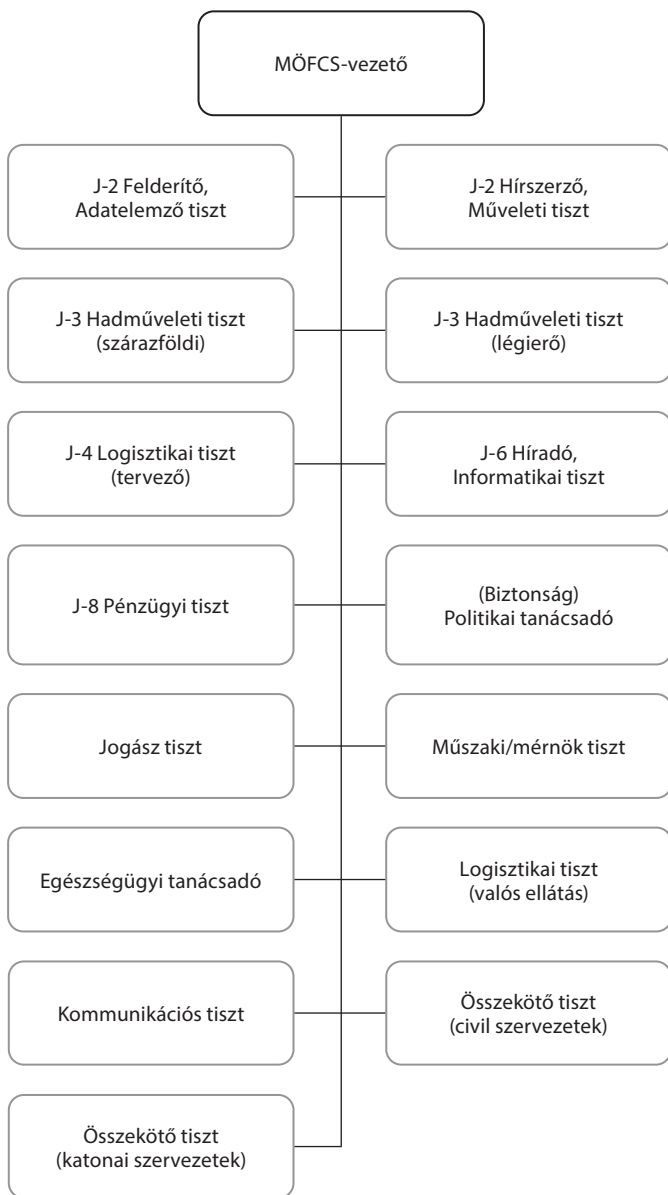 MÖFCS-vezető
J-2 Felderítő,
Adatelemző tiszt
J-2 Hírszerző,
Műveleti tiszt
J-3 Hadműveleti tiszt
(szárazföldi)
J-3 Hadműveleti tiszt
(légierő)
J-4 Logisztikai tiszt
(tervező)
J-6 Híradó,
Informatikai tiszt
J-8 Pénzügyi tiszt
(Biztonság)
Politikai tanácsadó
Jogász tiszt
Műszaki/mérnök tiszt
Egészségügyi tanácsadó
Logisztikai tiszt
(valós ellátás)
Kommunikációs tiszt
Összekötő tiszt
(civil szervezetek)
Összekötő tiszt
(katonai szervezetek)